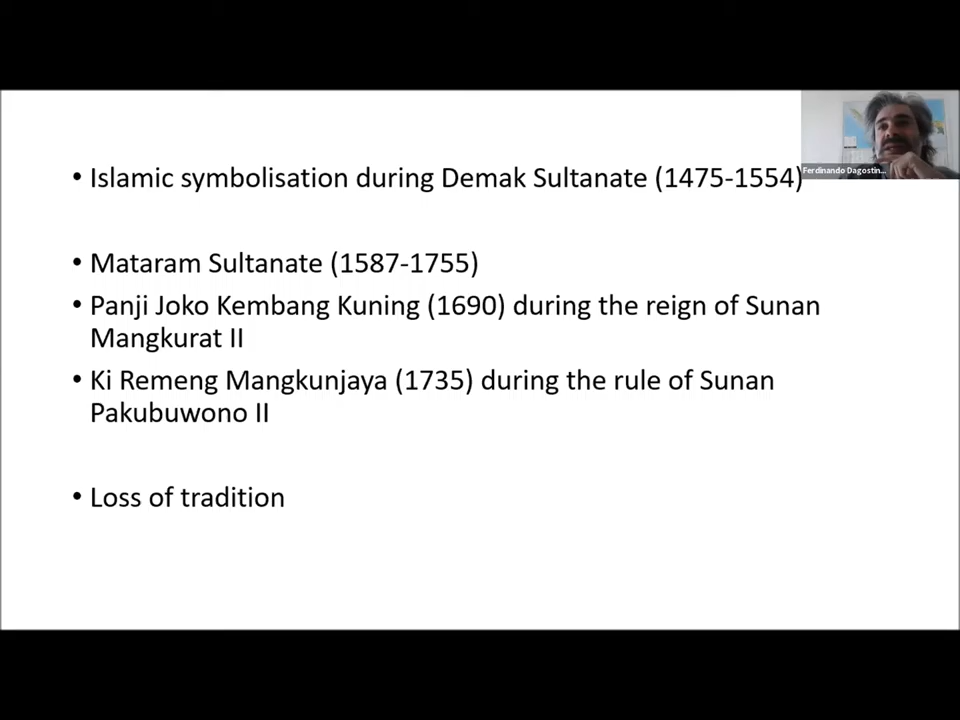 • Islamic symbolisation during Demak Sultanate (1475-1554)
Ferdinando Dagostin...
• Mataram Sultanate (1587-1755)
• Panji Joko Kembang Kuning (1690) during the reign of Sunan
Mangkurat II
• Ki Remeng Mangkunjaya (1735) during the rule of Sunan
Pakubuwono II
• Loss of tradition